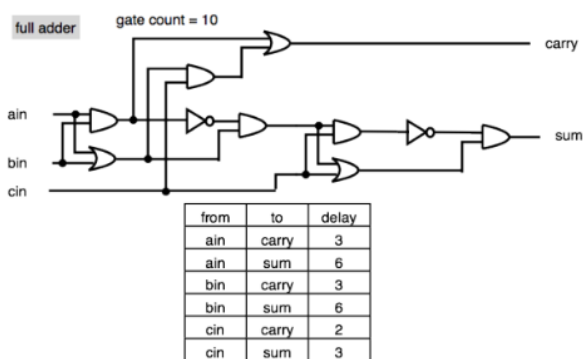 full adder
gate count = 10
carry
ain
bin
cin
sum
from to delay
ain carry 3
ain sum 6
bin carry 3
bin sum 6
cin carry 2
cin sum 3